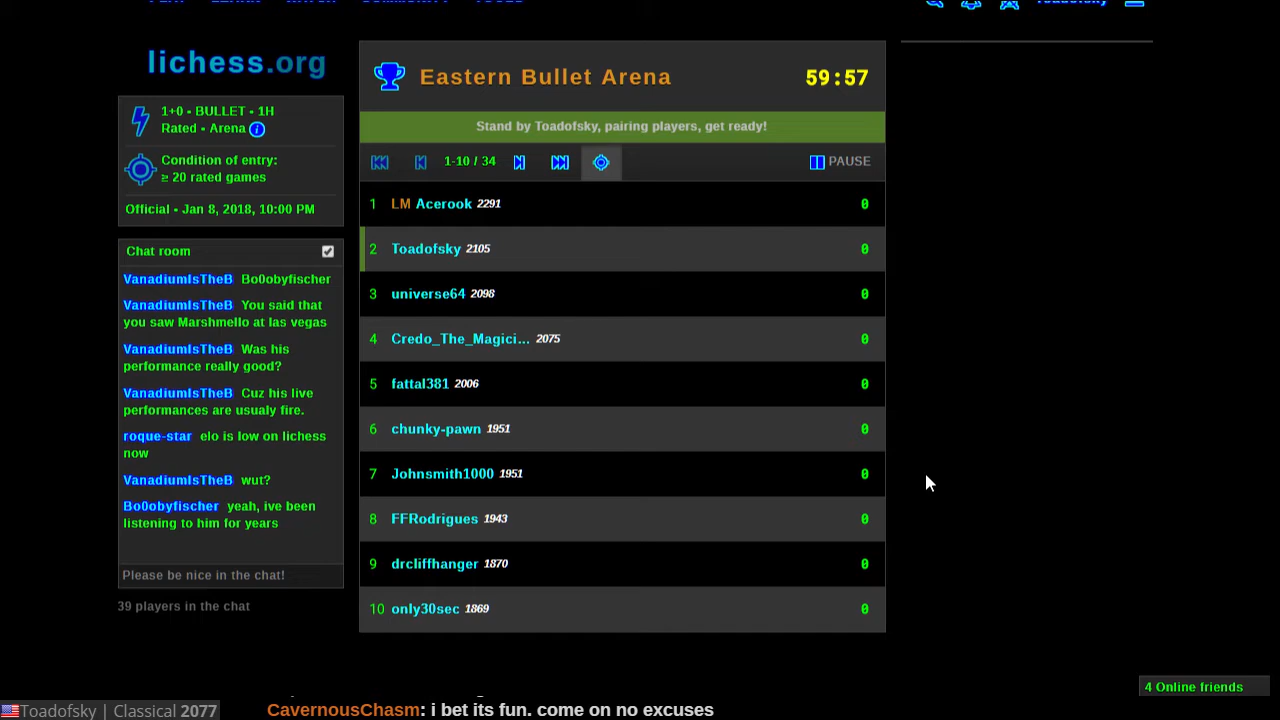 Toadofsky
lichess.org
1+0 • BULLET • 1H
Rated • Arena
Condition of entry:
≥ 20 rated games
Official • Jan 8, 2018, 10:00 PM
Chat room
VanadiumIsTheB Bo0obyfischer
VanadiumIsTheB You said that
you saw Marshmello at las vegas
VanadiumIsTheB Was his
performance really good?
VanadiumIsTheB Cuz his live
performances are usualy fire.
roque-star elo is low on lichess
now
VanadiumIsTheB wut?
Bo0obyfischer yeah, ive been
listening to him for years
Please be nice in the chat!
39 players in the chat
Eastern Bullet Arena 59:57
Stand by Toadofsky, pairing players, get ready!
1-10 / 34 PAUSE
1 LM Acerook 2291 0
2 Toadofsky 2105 0
3 universe64 2098 0
4 Credo_The_Magici... 2075 0
5 fattal381 2006 0
6 chunky-pawn 1951 0
7 Johnsmith1000 1951 0
8 FFRodrigues 1943 0
9 drcliffhanger 1870 0
10 only30sec 1869 0
4 Online friends
Toadofsky | Classical 2077
CavernousChasm: i bet its fun. come on no excuses